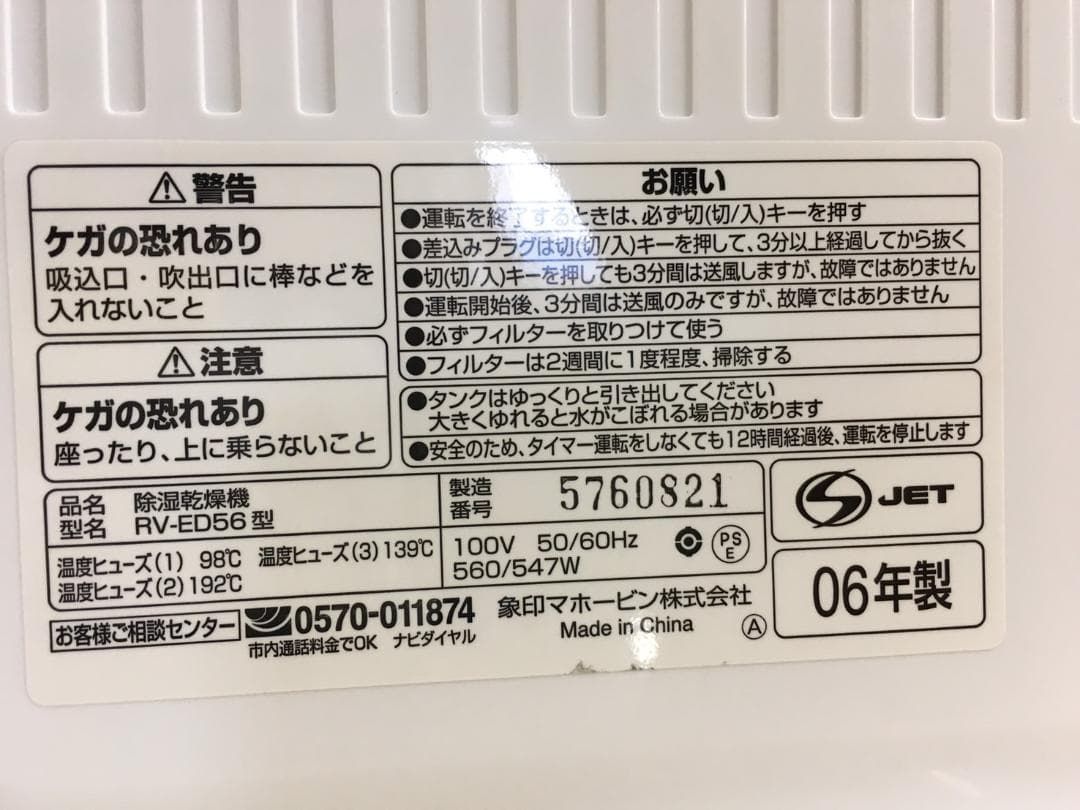 ⚠警告
ケガの恐れあり
吸込口・吹出口に棒などを
入れないこと
⚠注意
ケガの恐れあり
座ったり、上に乗らないこと
お願い
●運転を終了するときは、必ず切(切/入)キーを押す
●差込みプラグは切(切/入)キーを押して、3分以上経過してから抜く
●切(切/入)キーを押しても3分間は送風しますが、故障ではありません
●運転開始後、3分間は送風のみですが、故障ではありません
●必ずフィルターを取りつけて使う
●フィルターは2週間に1度程度、掃除する
●タンクはゆっくりと引き出してください
大きくゆれると水がこぼれる場合があります
●安全のため、タイマー運転をしなくても12時間経過後、運転を停止します
品名 除湿乾燥機
型名 RV-ED56型
温度ヒューズ(1) 98℃ 温度ヒューズ(3)139℃
温度ヒューズ(2)192℃
製造
番号 5760821
100V 50/60Hz
560/547W
PS
E
JET
06年製
お客様ご相談センター
0570-011874
市内通話料金でOK ナビダイヤル
象印マホービン株式会社
Made in China
A